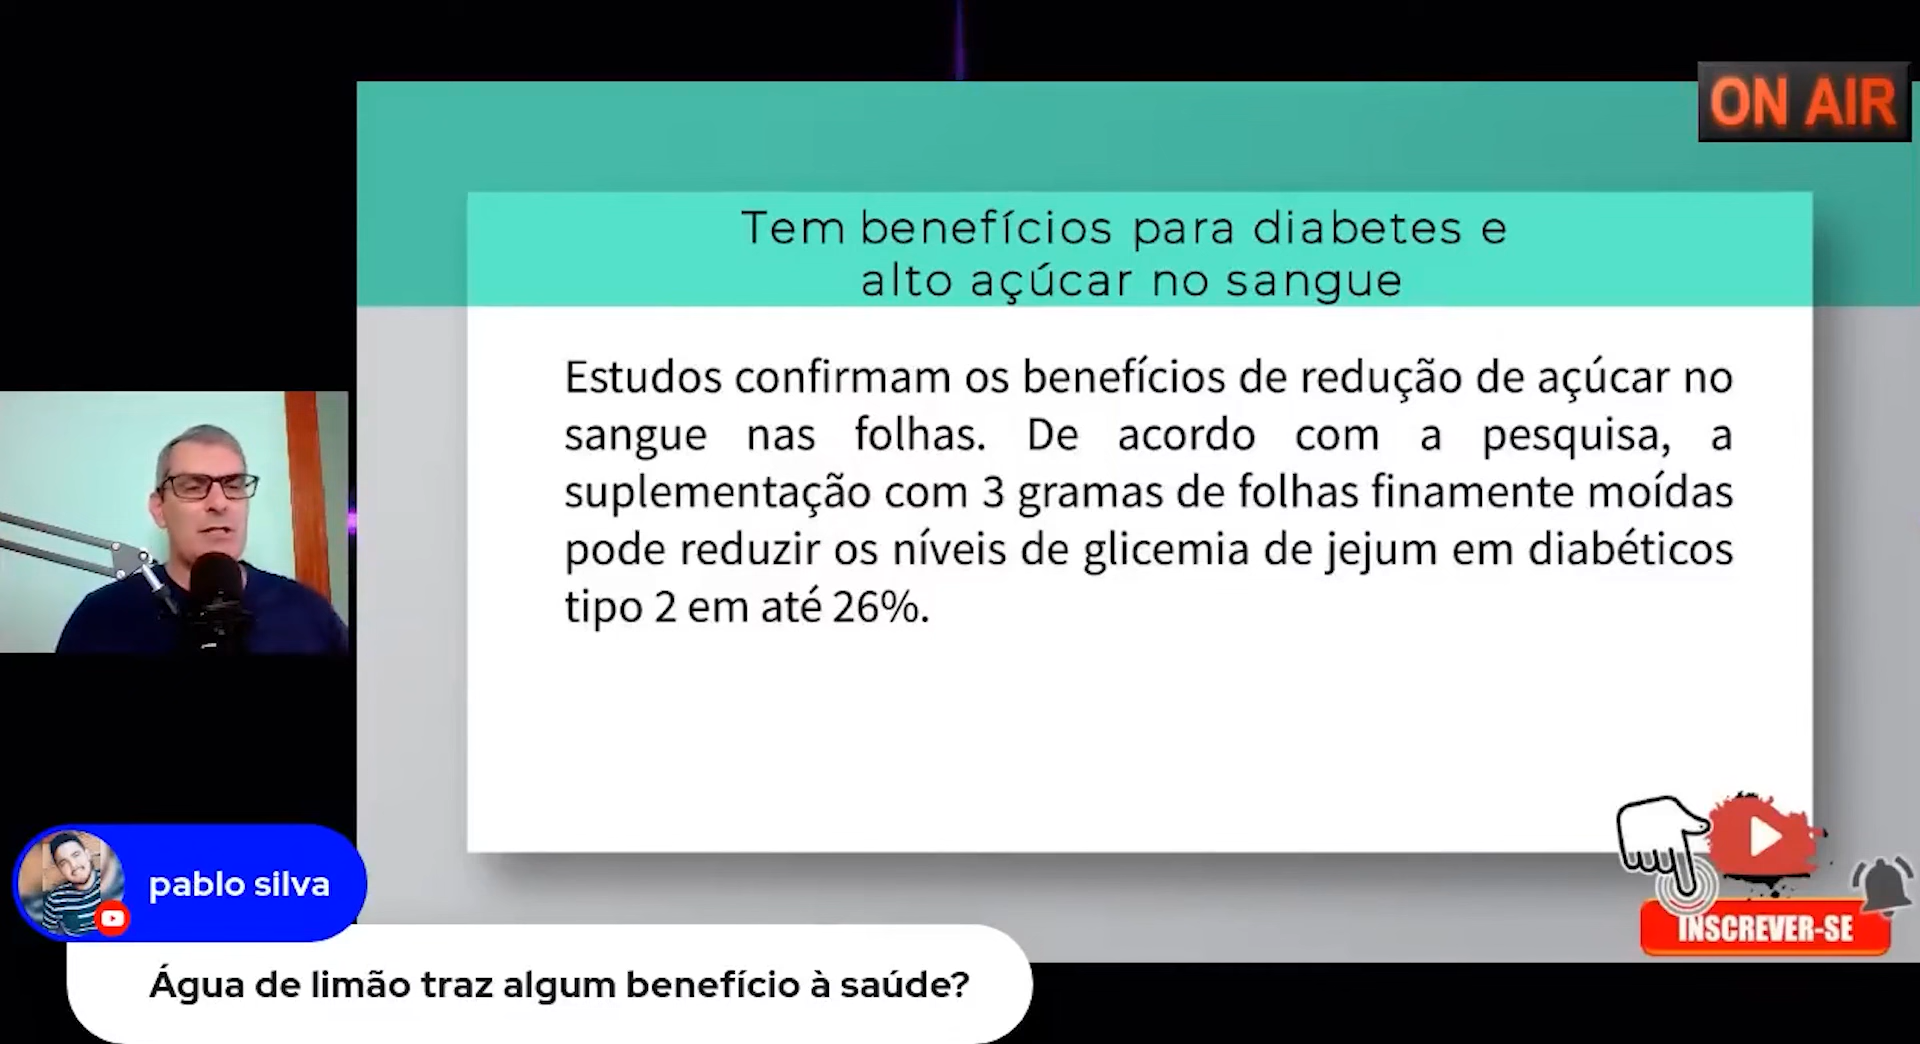 ON AIR
Tem benefícios para diabetes e
alto açúcar no sangue
Estudos confirmam os benefícios de redução de açúcar no
sangue nas folhas. De acordo com a pesquisa, a
suplementação com 3 gramas de folhas finamente moídas
pode reduzir os níveis de glicemia de jejum em diabéticos
tipo 2 em até 26%.
INSCREVER-SE
pablo silva
Água de limão traz algum benefício à saúde?